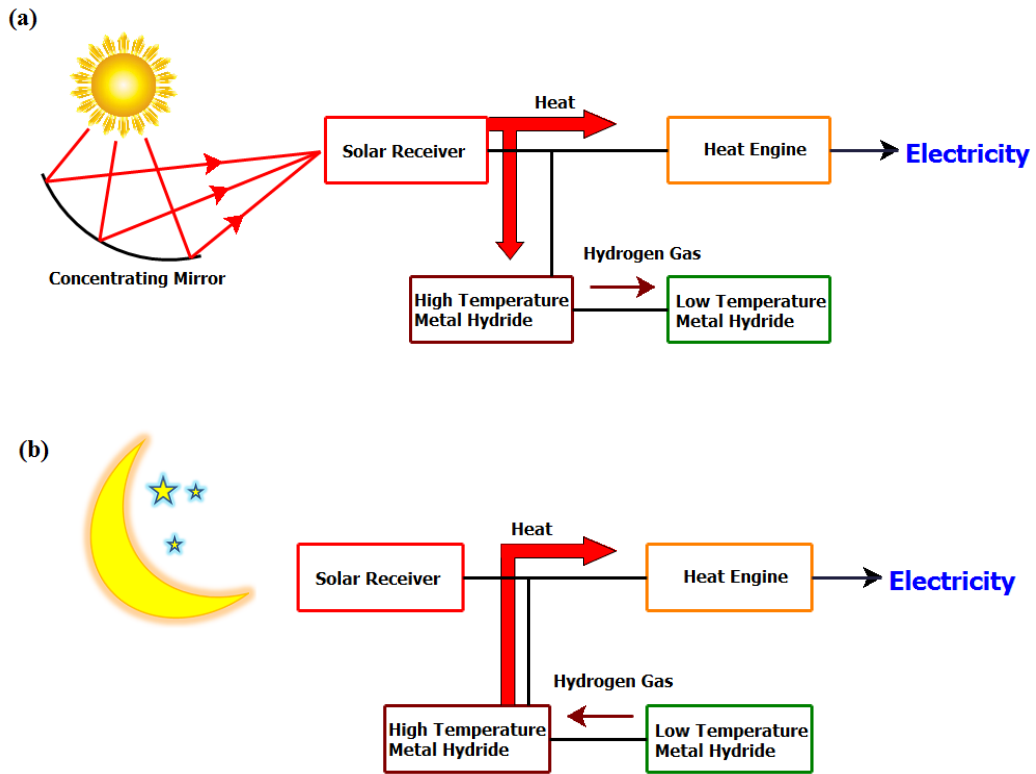 (a)
Heat
Solar Receiver
Heat Engine
Electricity
Concentrating Mirror
Hydrogen Gas
High Temperature
Metal Hydride
Low Temperature
Metal Hydride
(b)
Heat
Solar Receiver
Heat Engine
Electricity
Hydrogen Gas
High Temperature
Metal Hydride
Low Temperature
Metal Hydride